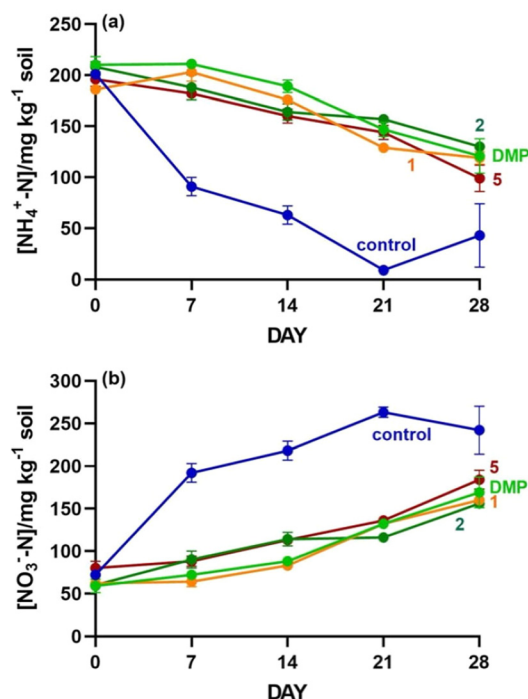 (a)
[NH₄⁺-N]/mg kg⁻¹ soil
250
200
150
100
50
0
2
DMP
1
5
control
0 7 14 21 28
DAY
(b)
[NO₃⁻-N]/mg kg⁻¹ soil
300
250
200
150
100
50
0
control
5
DMP
1
2
0 7 14 21 28
DAY